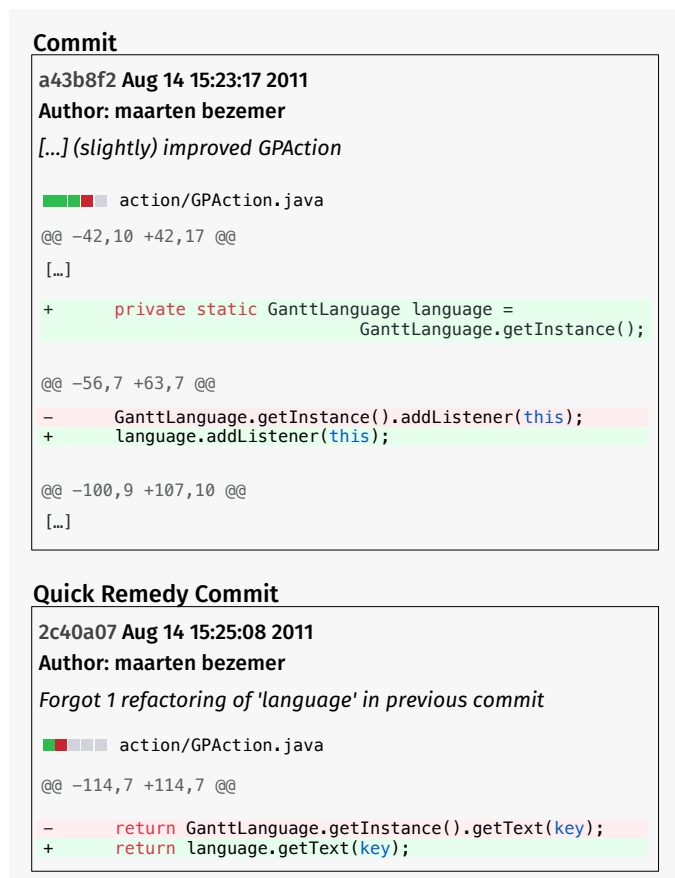 Commit
a43b8f2 Aug 14 15:23:17 2011
Author: maarten bezemer
[…] (slightly) improved GPAction
action/GPAction.java
@@ −42,10 +42,17 @@
[…]
+ private static GanttLanguage language =
GanttLanguage.getInstance();
@@ −56,7 +63,7 @@
− GanttLanguage.getInstance().addListener(this);
+ language.addListener(this);
@@ −100,9 +107,10 @@
[…]
Quick Remedy Commit
2c40a07 Aug 14 15:25:08 2011
Author: maarten bezemer
Forgot 1 refactoring of 'language' in previous commit
action/GPAction.java
@@ −114,7 +114,7 @@
− return GanttLanguage.getInstance().getText(key);
+ return language.getText(key);